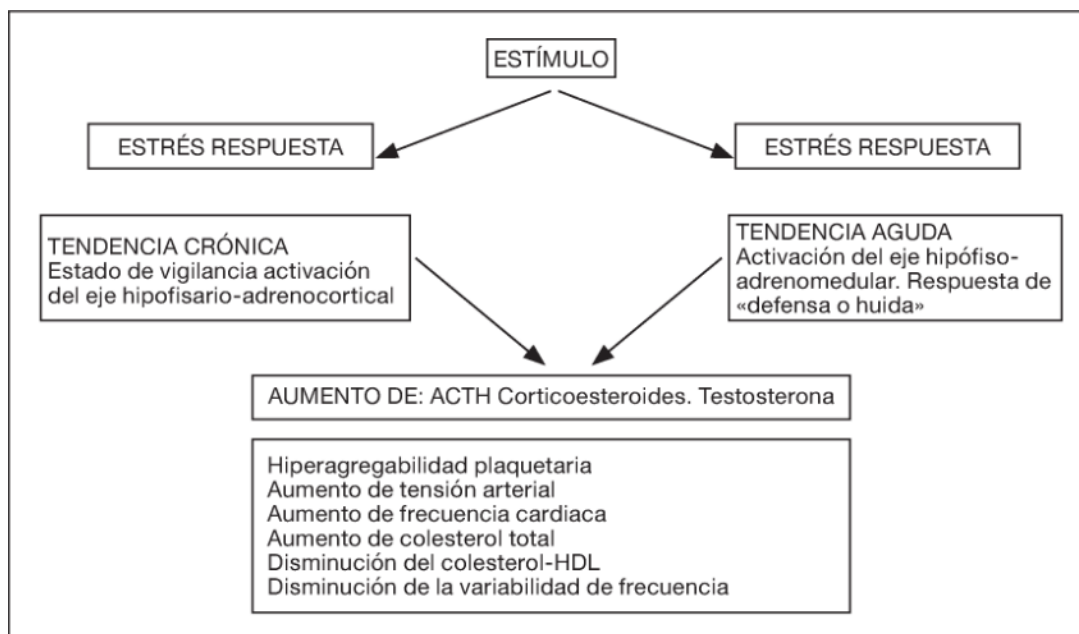 ESTÍMULO
ESTRÉS RESPUESTA
ESTRÉS RESPUESTA
TENDENCIA CRÓNICA
Estado de vigilancia activación
del eje hipofisario-adrenocortical
TENDENCIA AGUDA
Activación del eje hipófiso-
adrenomedular. Respuesta de
«defensa o huida»
AUMENTO DE: ACTH Corticoesteroides. Testosterona
Hiperagregabilidad plaquetaria
Aumento de tensión arterial
Aumento de frecuencia cardiaca
Aumento de colesterol total
Disminución del colesterol-HDL
Disminución de la variabilidad de frecuencia